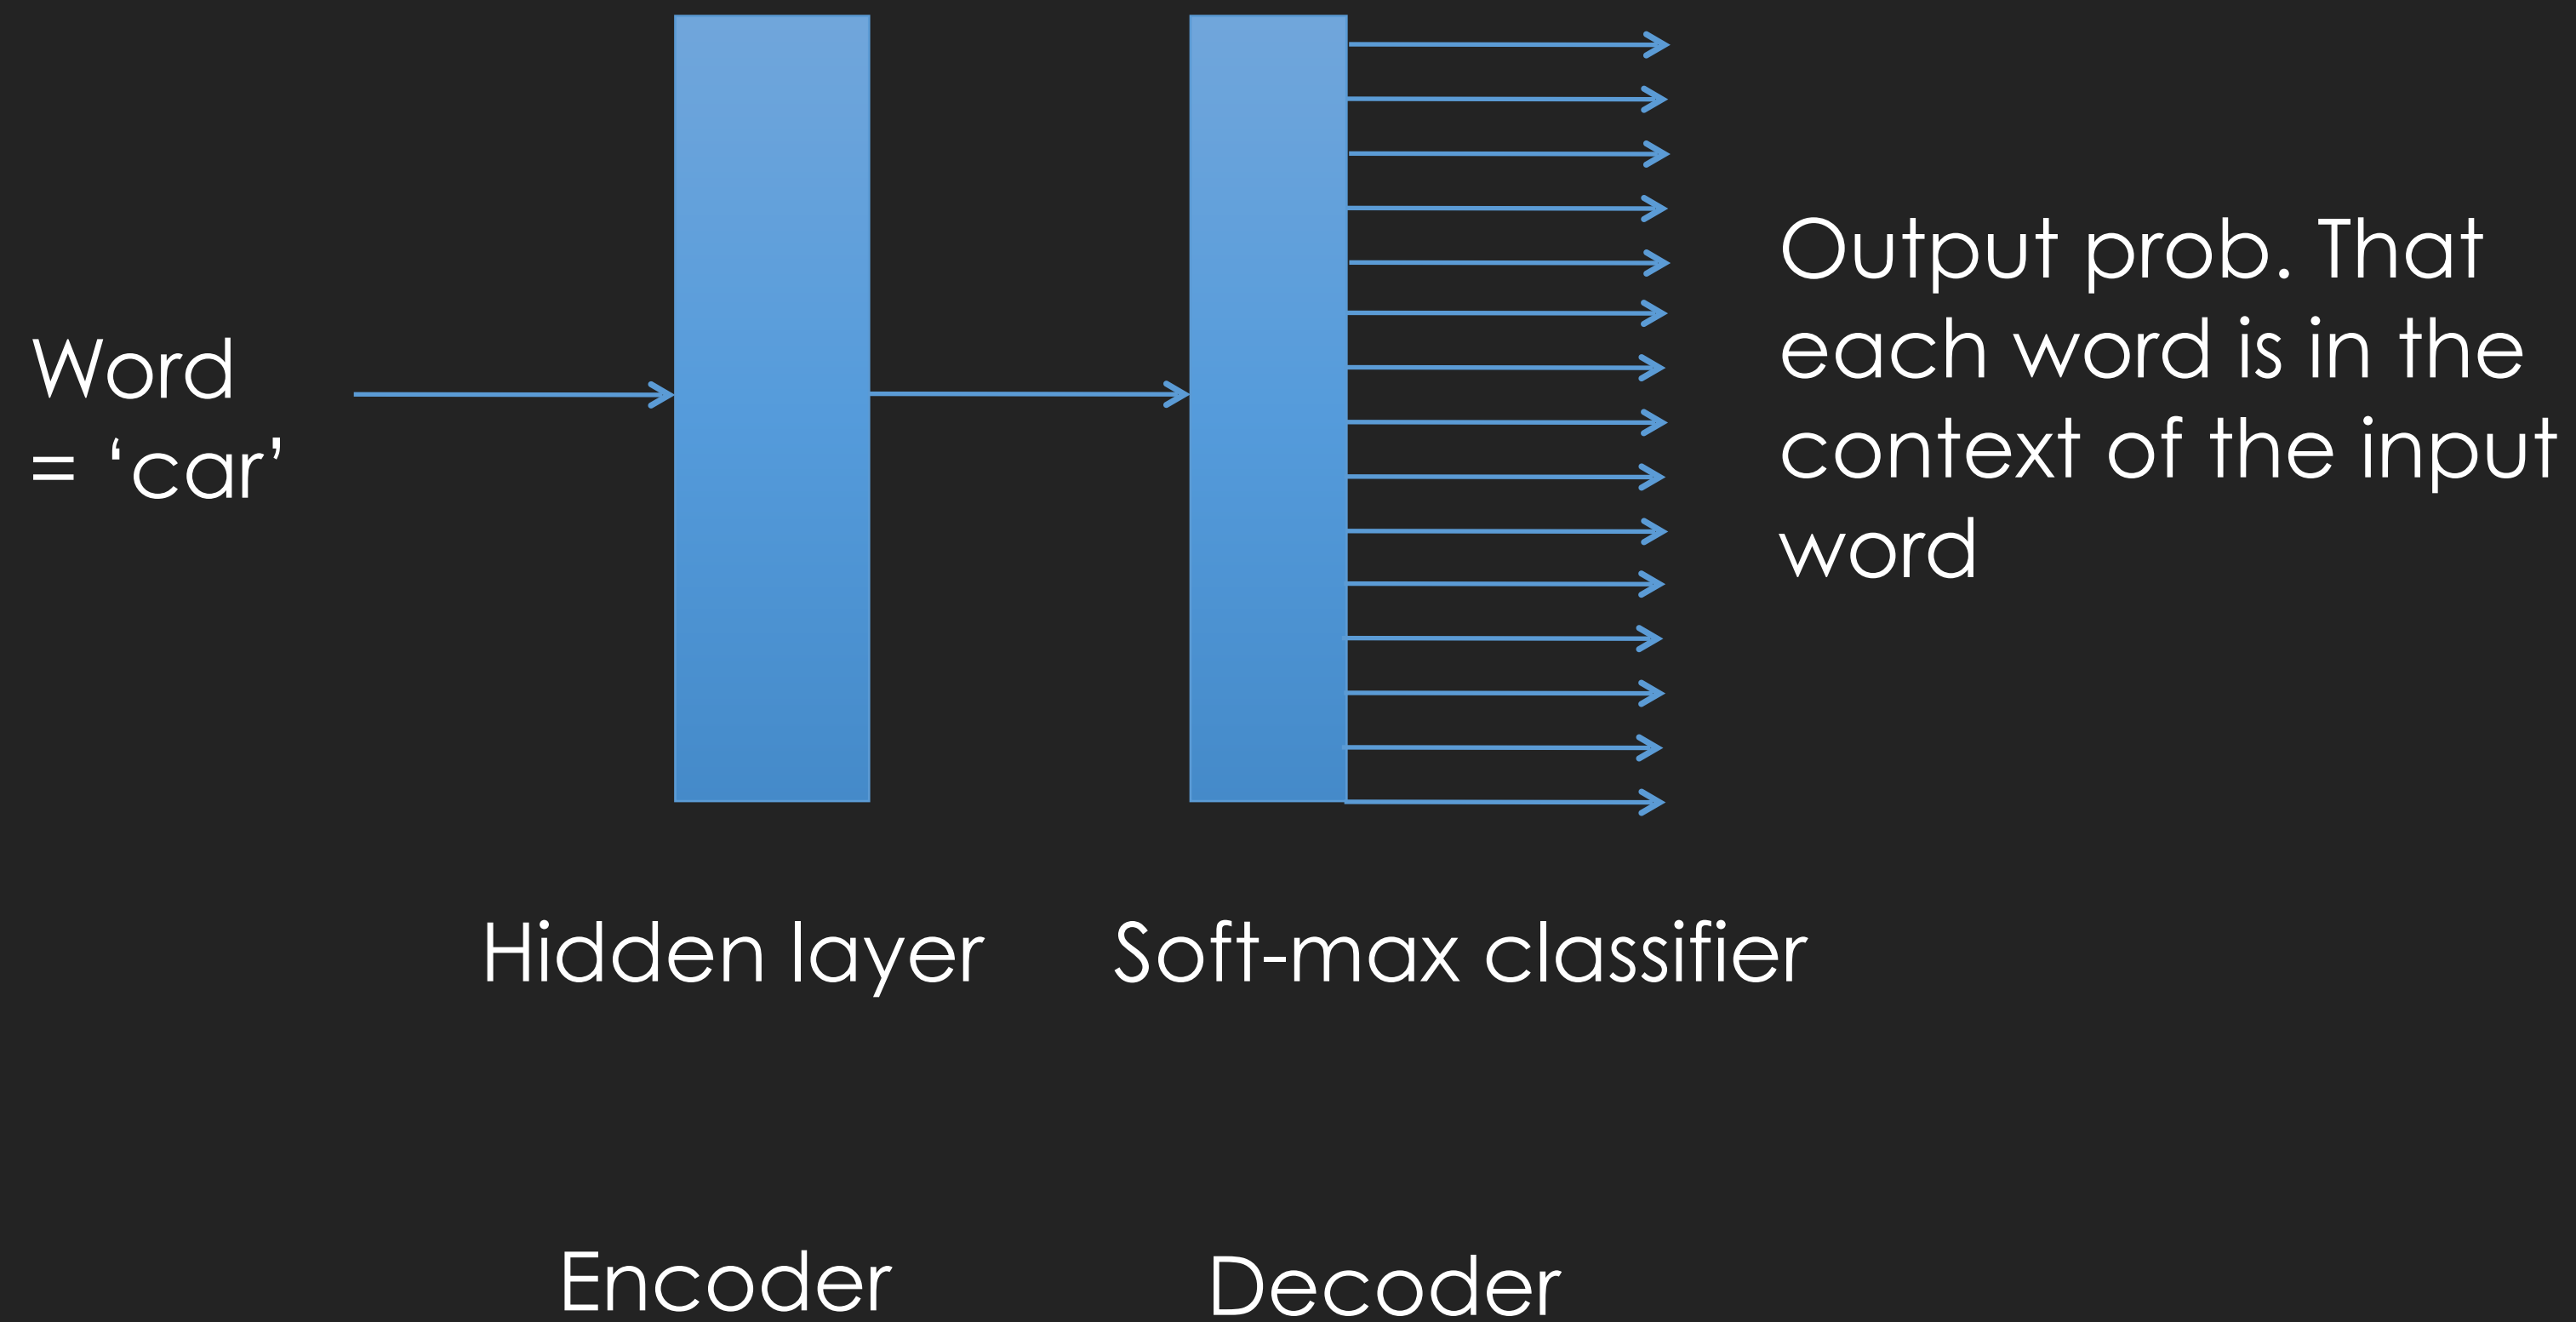 Word
= ‘car’
Output prob. That
each word is in the
context of the input
word
Hidden layer
Soft-max classifier
Encoder
Decoder